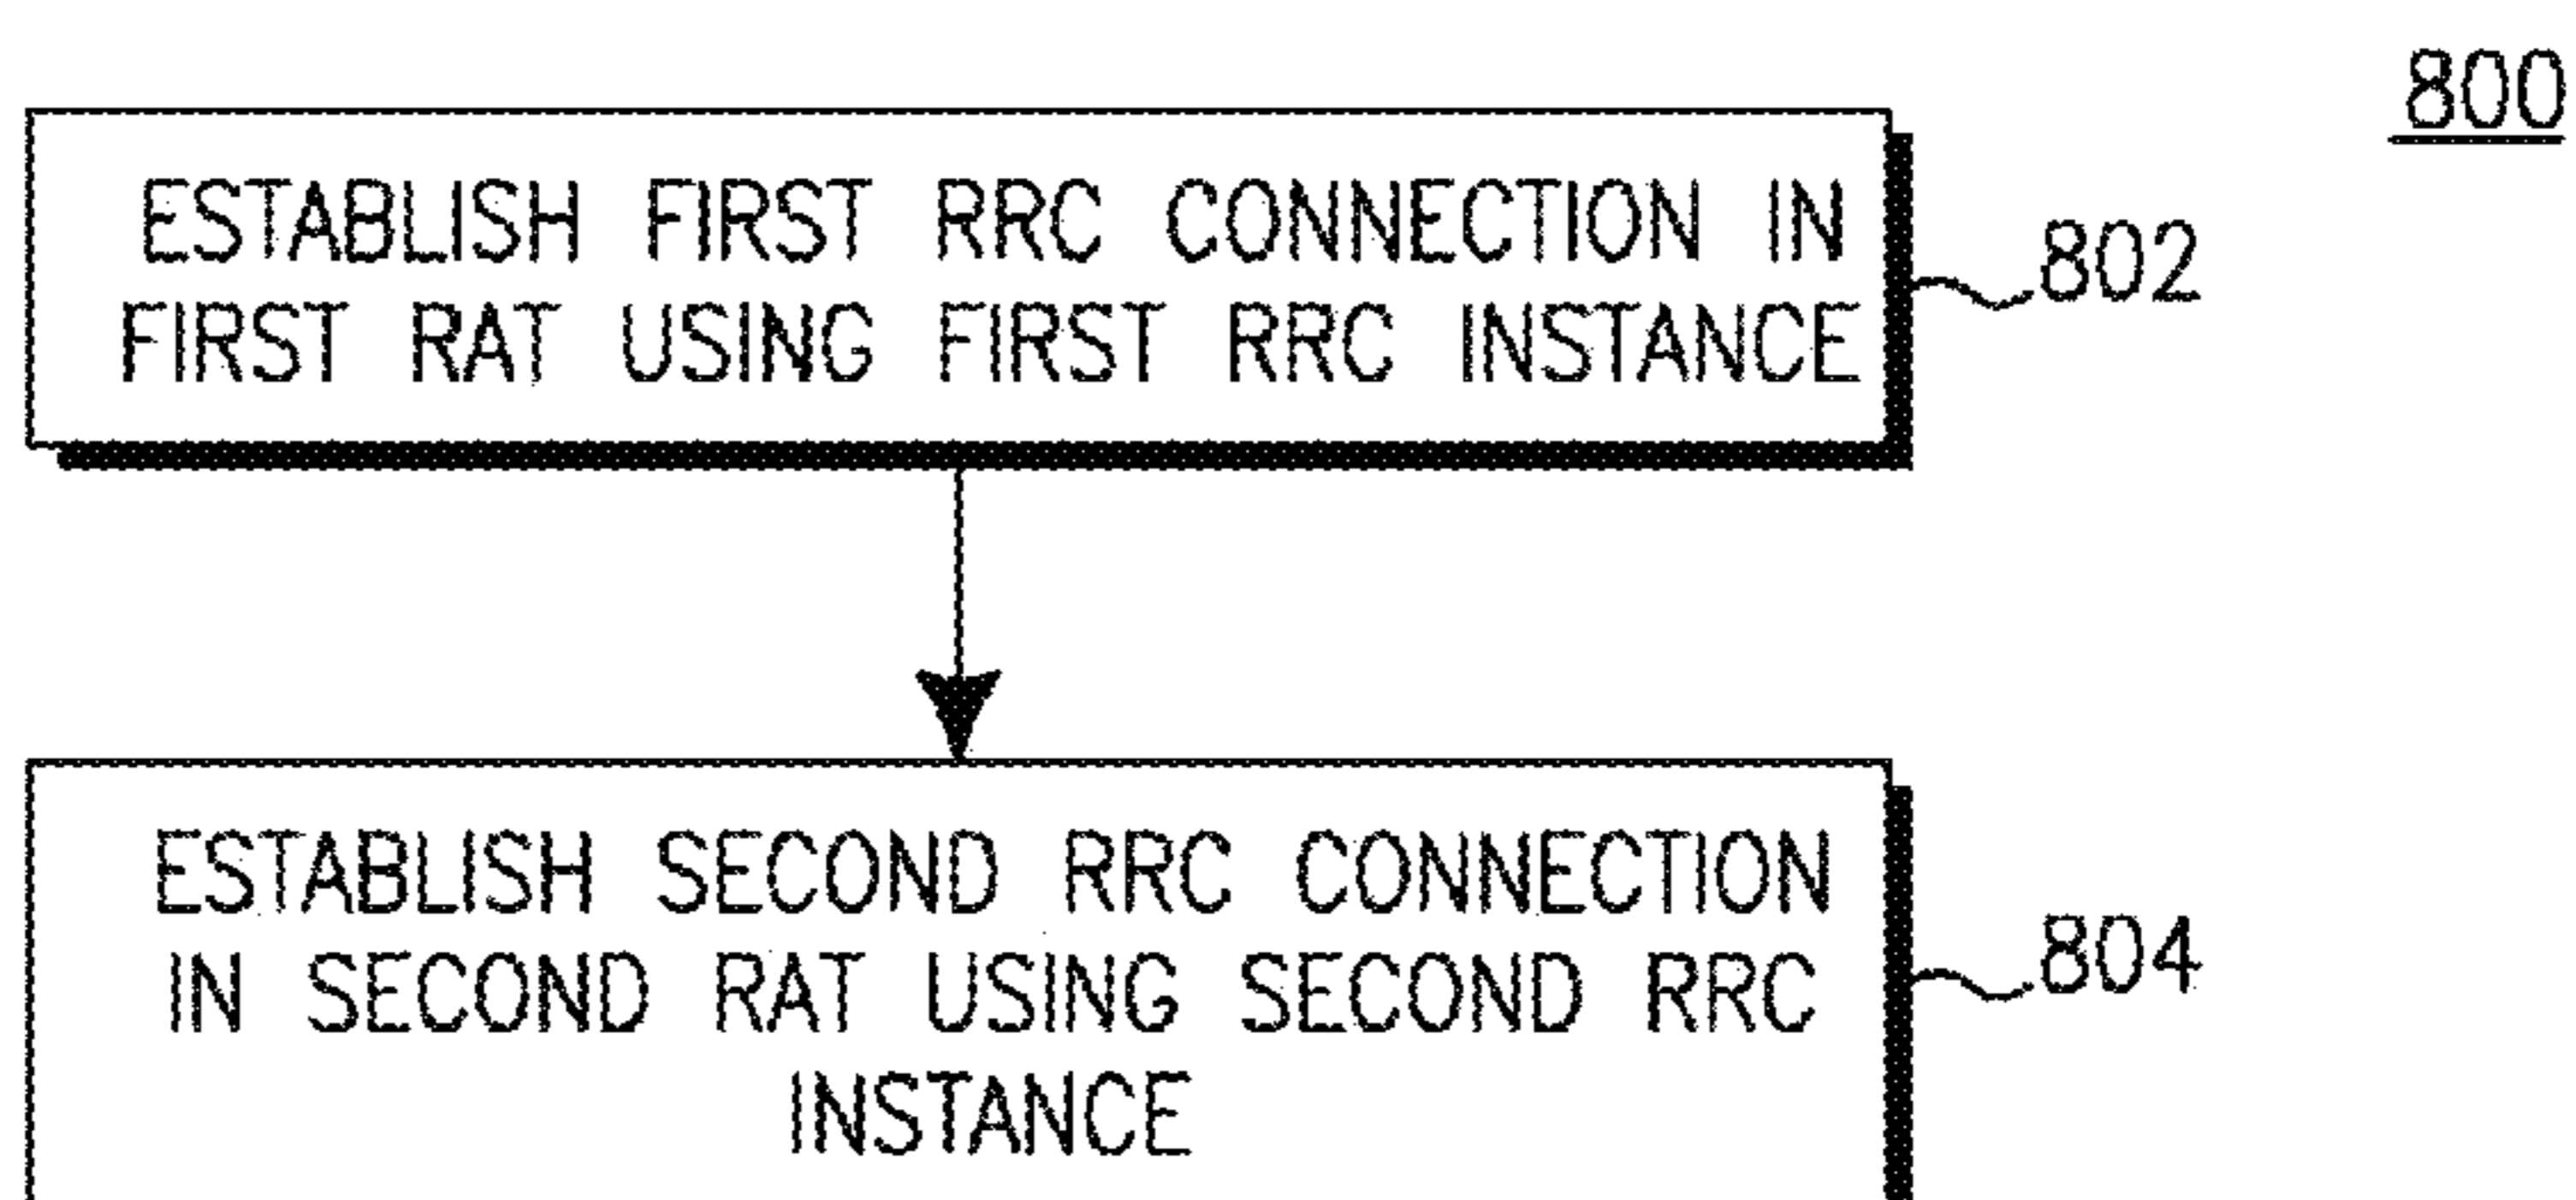 800
ESTABLISH FIRST RRC CONNECTION IN
FIRST RAT USING FIRST RRC INSTANCE
802
ESTABLISH SECOND RRC CONNECTION
IN SECOND RAT USING SECOND RRC
INSTANCE
804